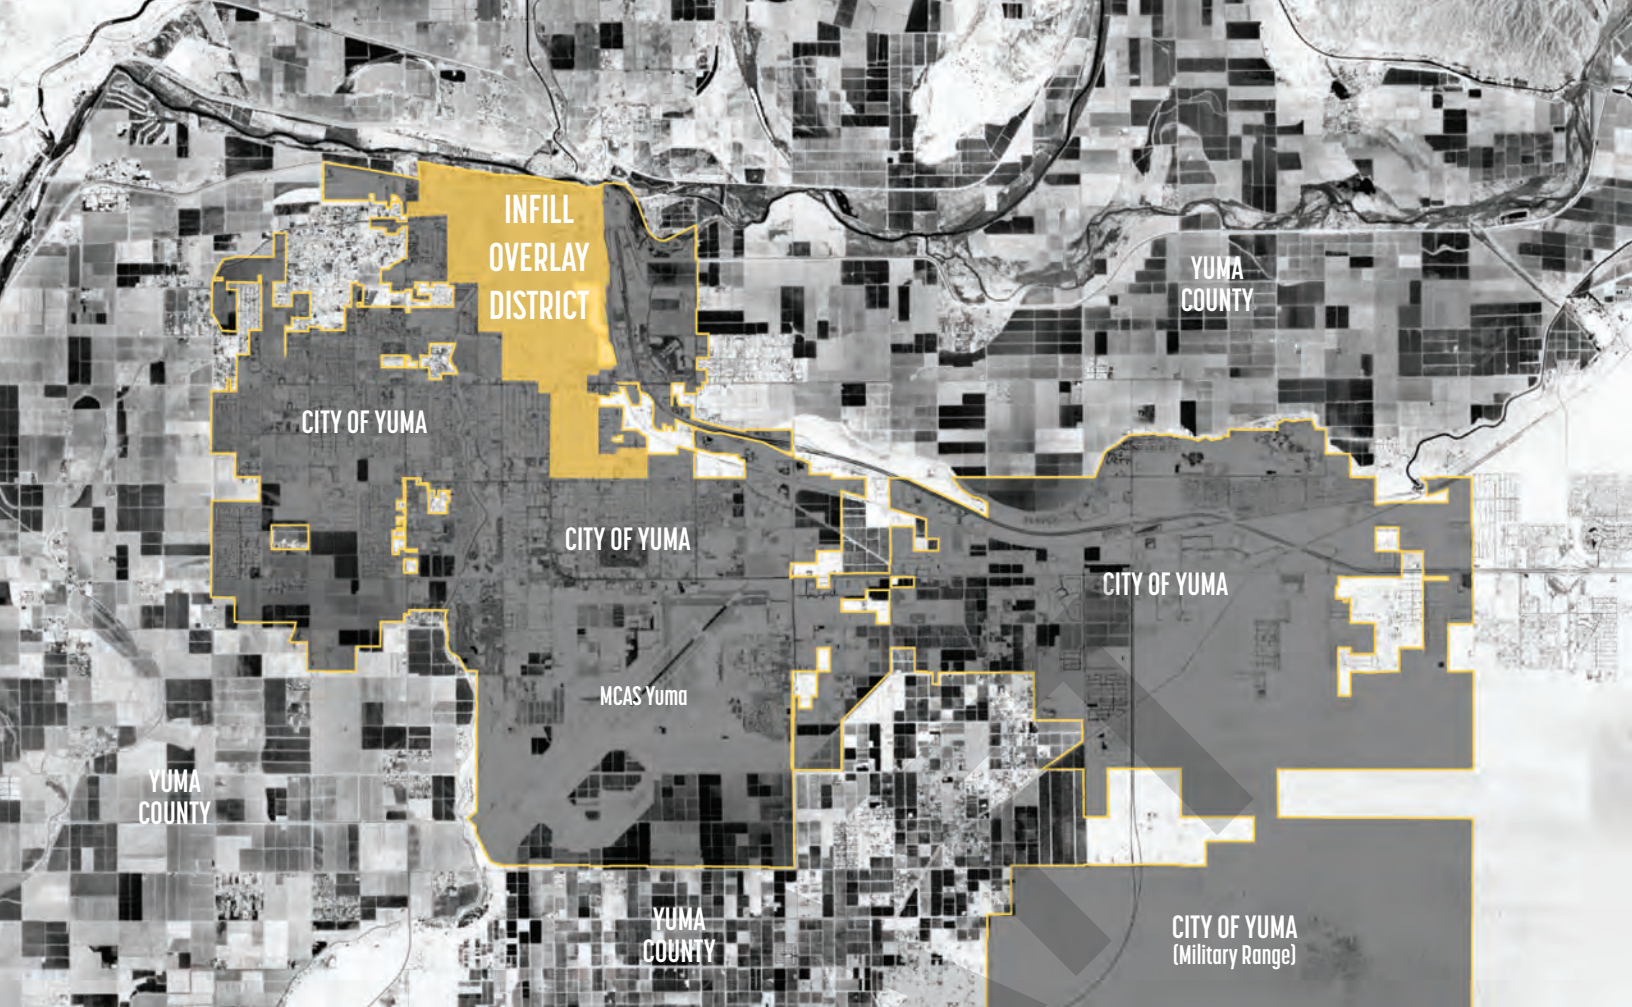 INFILL
OVERLAY
DISTRICT
YUMA
COUNTY
CITY OF YUMA
CITY OF YUMA
CITY OF YUMA
MCAS Yuma
YUMA
COUNTY
YUMA
COUNTY
CITY OF YUMA
(Military Range)